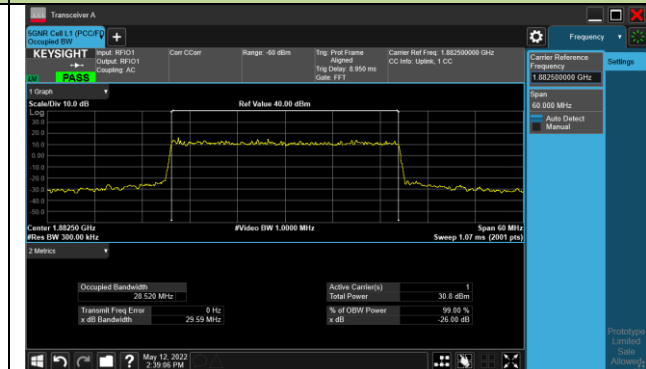 Transceiver A
5GNR Cell L1 (PCC/F
Occupied BW
Frequency
KEYSIGHT
Input: RFIO1
Output: RFIO1
Coupling: AC
Corr CCorr
Range: -60 dBm
Trig: Prot Frame
Aligned
Trig Delay: 8.950 ms
Gate: FFT
Carrier Ref Freq: 1.882500000 GHz
CC Info: Uplink, 1 CC
LV
PASS
Carrier Reference
Frequency
1.882500000 GHz
Settings
Span
60.000 MHz
Auto Detect
Manual
1 Graph
Scale/Div 10.0 dB
Ref Value 40.00 dBm
Log
30.0
20.0
10.0
0.00
-10.0
-20.0
-30.0
-40.0
-50.0
Center 1.88250 GHz
#Video BW 1.0000 MHz
Span 60 MHz
#Res BW 300.00 kHz
Sweep 1.07 ms (2001 pts)
2 Metrics
Occupied Bandwidth
28.520 MHz
Transmit Freq Error 0 Hz
x dB Bandwidth 29.59 MHz
Active Carrier(s) 1
Total Power 30.8 dBm
% of OBW Power 99.00 %
x dB -26.00 dB
Prototype
Limited
Sale
Allowed
May 12, 2022
2:39:06 PM